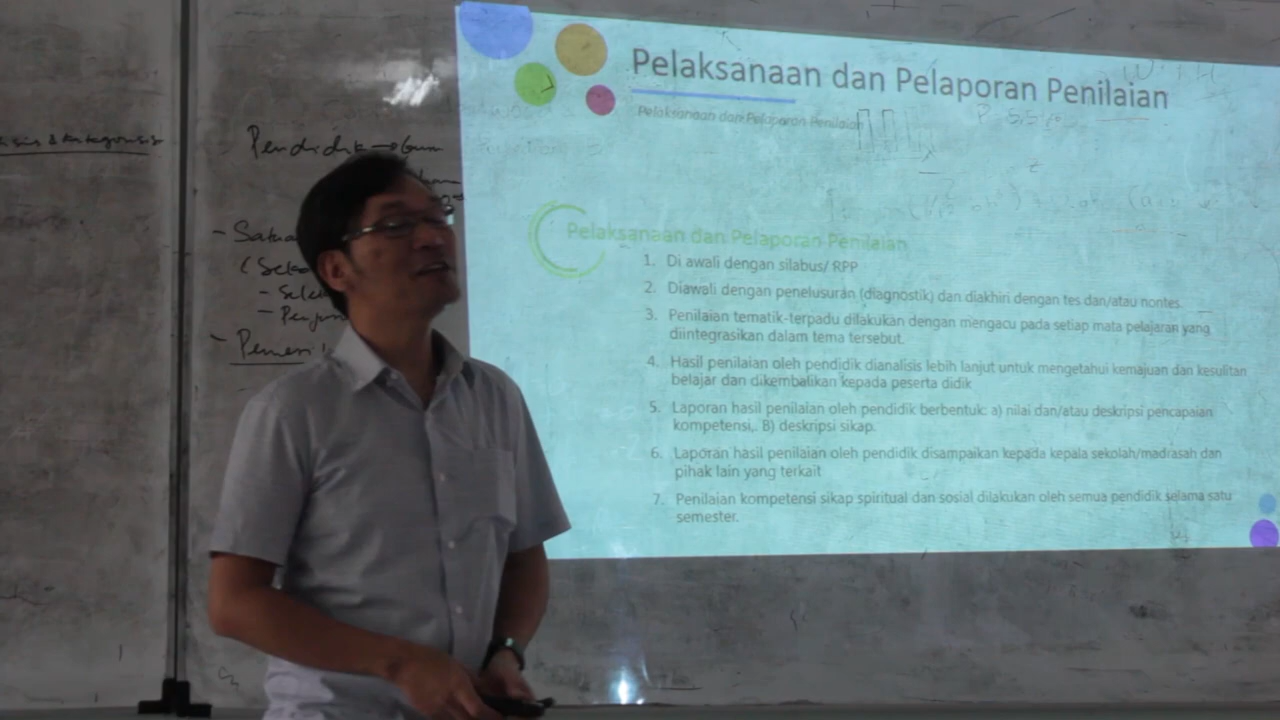 Pelaksanaan dan Pelaporan Penilaian
Pelaksanaan dan Pelaporan Penilaian
Pelaksanaan dan Pelaporan Penilaian
1. Di awali dengan silabus/ RPP
2. Diawali dengan penelusuran (diagnostik) dan diakhiri dengan tes dan/atau nontes.
3. Penilaian tematik-terpadu dilakukan dengan mengacu pada setiap mata pelajaran yang
diintegrasikan dalam tema tersebut.
4. Hasil penilaian oleh pendidik dianalisis lebih lanjut untuk mengetahui kemajuan dan kesulitan
belajar dan dikembalikan kepada peserta didik
5. Laporan hasil penilaian oleh pendidik berbentuk: a) nilai dan/atau deskripsi pencapaian
kompetensi,. B) deskripsi sikap.
6. Laporan hasil penilaian oleh pendidik disampaikan kepada kepala sekolah/madrasah dan
pihak lain yang terkait
7. Penilaian kompetensi sikap spiritual dan sosial dilakukan oleh semua pendidik selama satu
semester.
Pendidik →